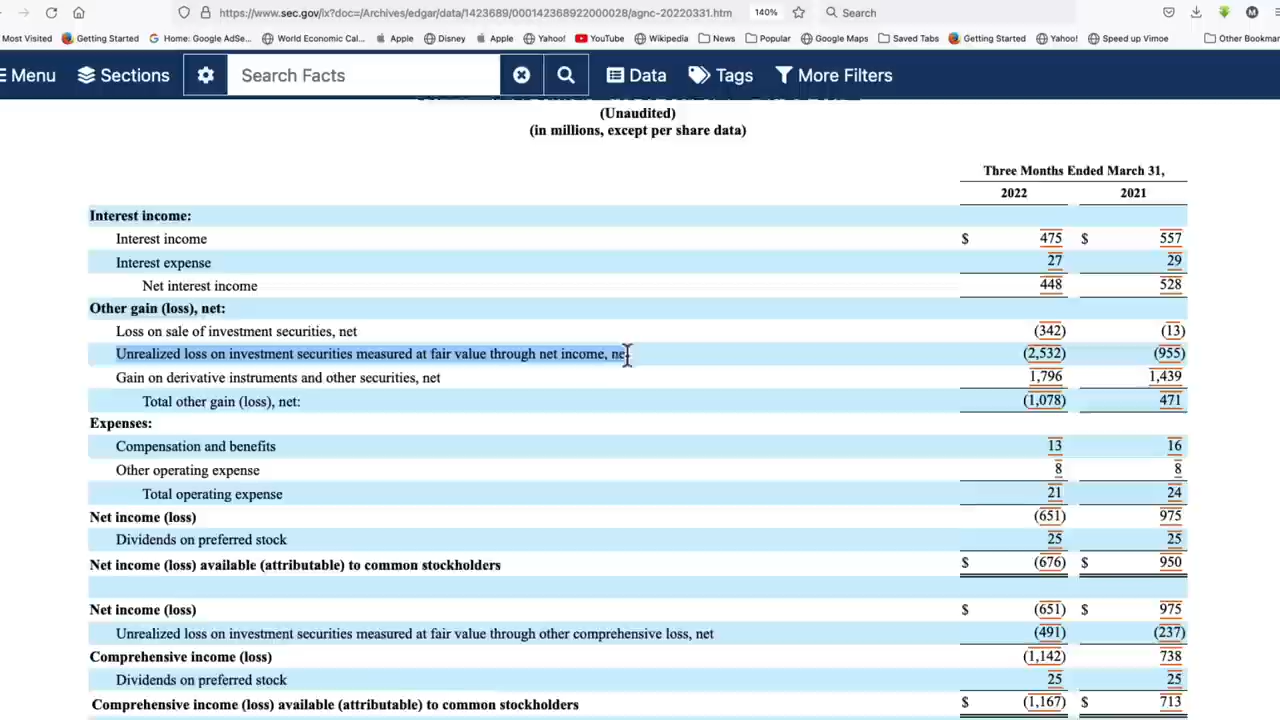 https://www.sec.gov/ix?doc=/Archives/edgar/data/1423689/000142368922000028/agnc-20220331.htm 140% Search
Most Visited Getting Started Home: Google AdSe... World Economic Cal... Apple Disney Apple Yahoo! YouTube Wikipedia News Popular Google Maps Saved Tabs Getting Started Yahoo! Speed up Vimeo Other Bookmar
Menu Sections Search Facts Data Tags More Filters
(Unaudited)
(in millions, except per share data)
Three Months Ended March 31,
2022 2021
Interest income:
Interest income $ 475 $ 557
Interest expense 27 29
Net interest income 448 528
Other gain (loss), net:
Loss on sale of investment securities, net (342) (13)
Unrealized loss on investment securities measured at fair value through net income, net (2,532) (955)
Gain on derivative instruments and other securities, net 1,796 1,439
Total other gain (loss), net: (1,078) 471
Expenses:
Compensation and benefits 13 16
Other operating expense 8 8
Total operating expense 21 24
Net income (loss) (651) 975
Dividends on preferred stock 25 25
Net income (loss) available (attributable) to common stockholders $ (676) $ 950
Net income (loss) $ (651) $ 975
Unrealized loss on investment securities measured at fair value through other comprehensive loss, net (491) (237)
Comprehensive income (loss) (1,142) 738
Dividends on preferred stock 25 25
Comprehensive income (loss) available (attributable) to common stockholders $ (1,167) $ 713